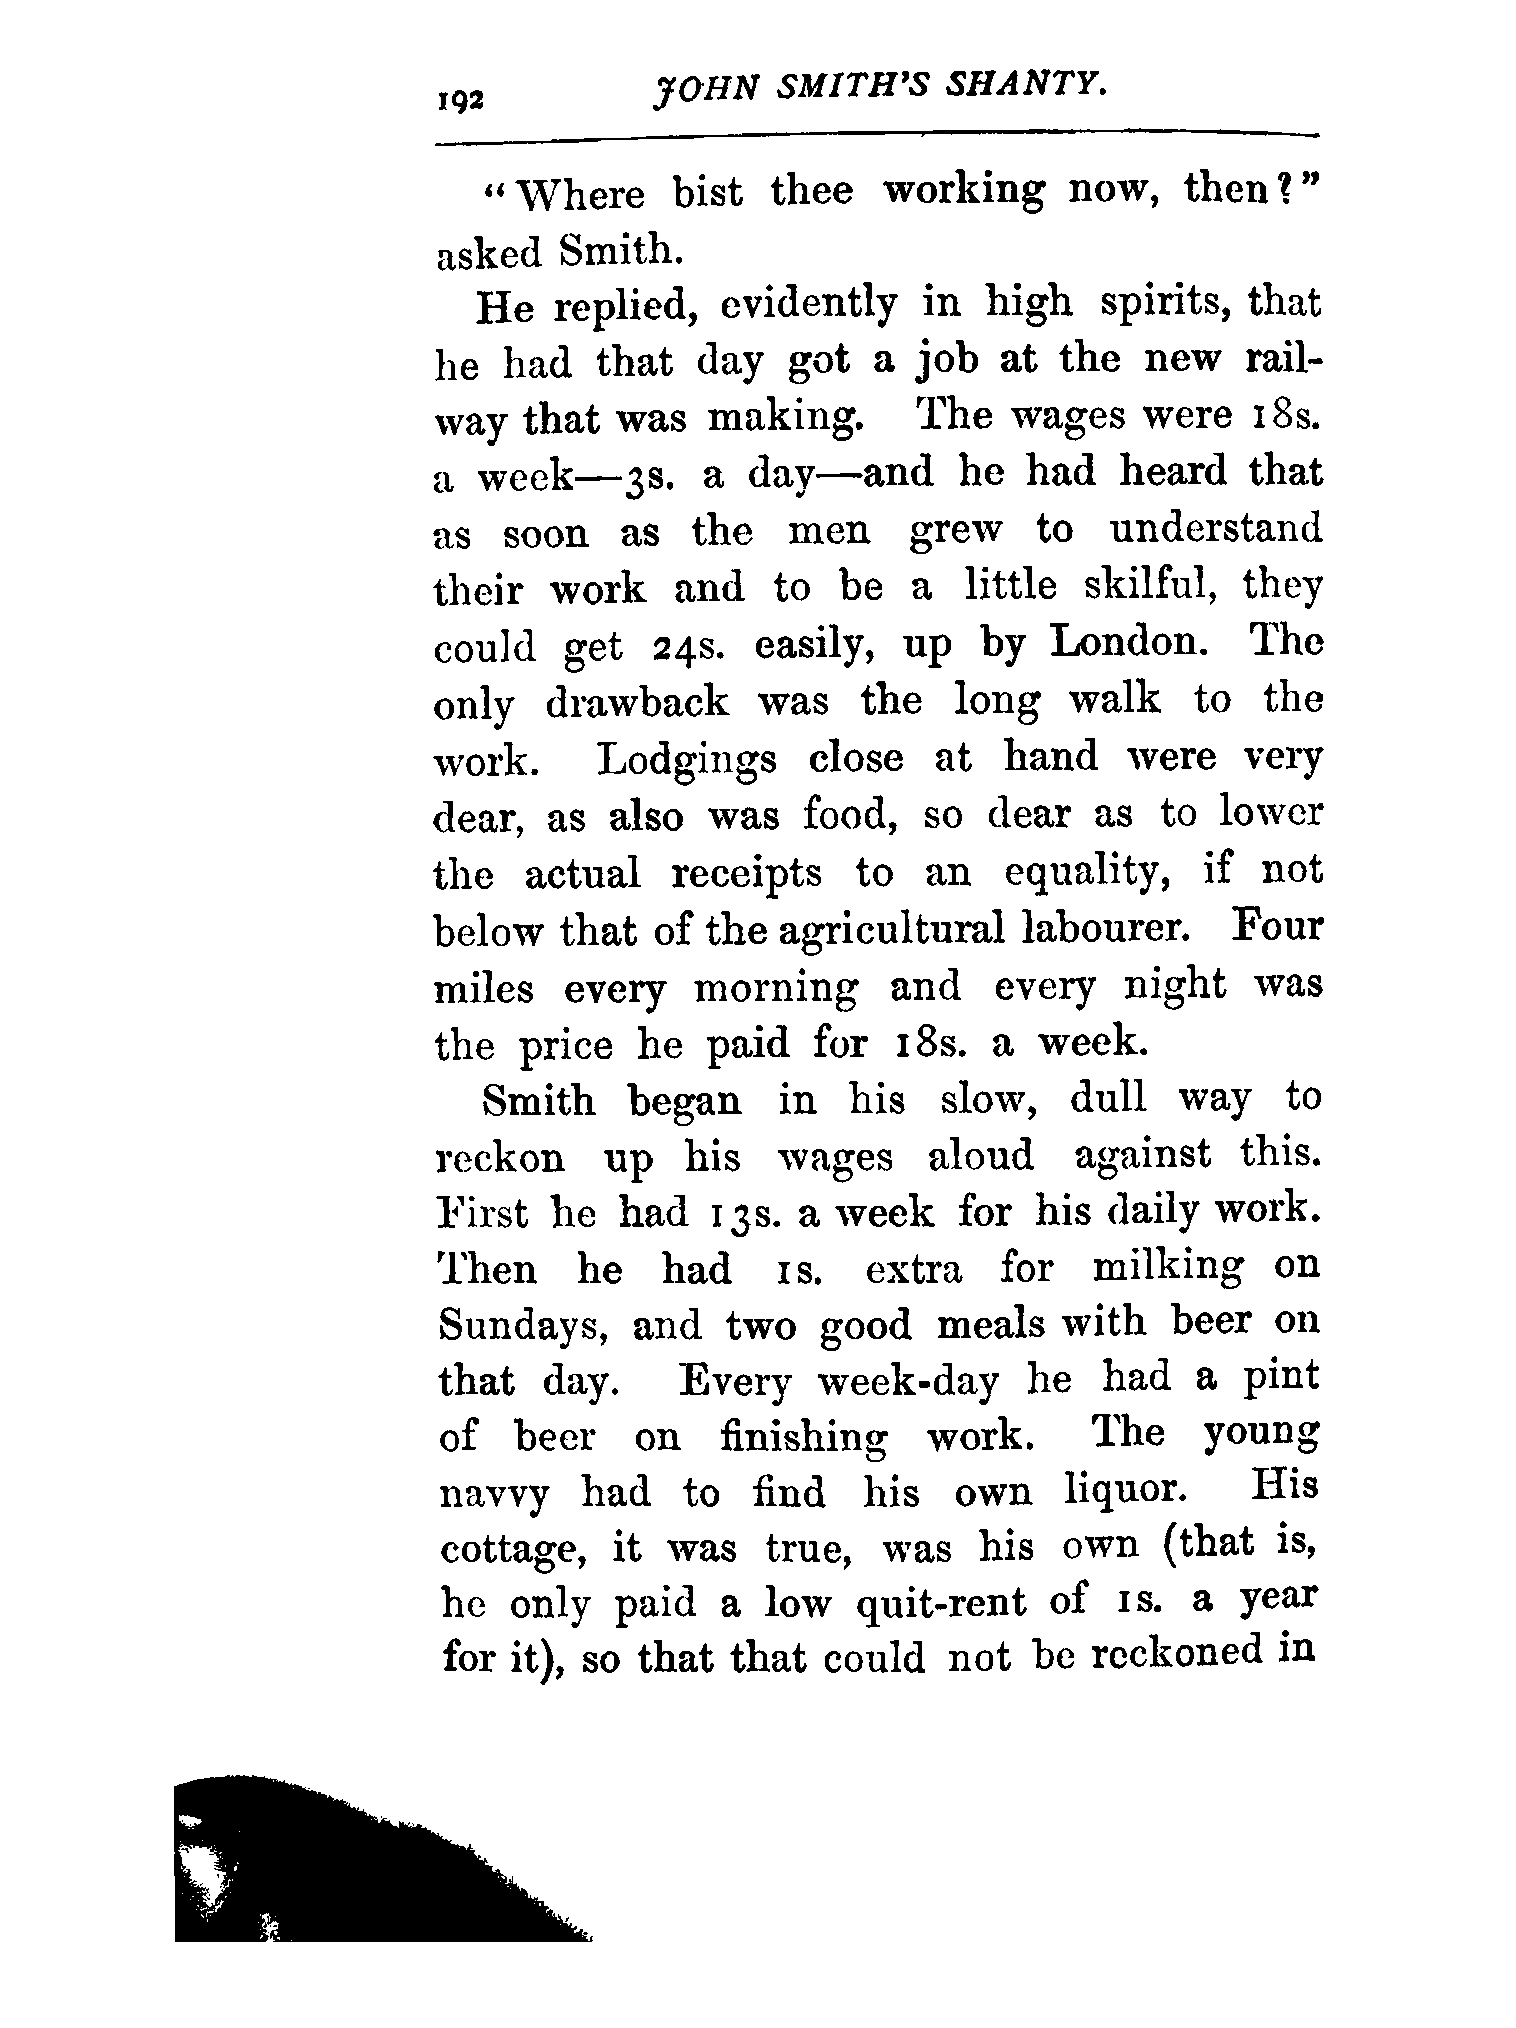 192 JOHN SMITH'S SHANTY.
"Where bist thee working now, then?"
asked Smith.
He replied, evidently in high spirits, that
he had that day got a job at the new rail-
way that was making. The wages were 18s.
a week—3s. a day—and he had heard that
as soon as the men grew to understand
their work and to be a little skilful, they
could get 24s. easily, up by London. The
only drawback was the long walk to the
work. Lodgings close at hand were very
dear, as also was food, so dear as to lower
the actual receipts to an equality, if not
below that of the agricultural labourer. Four
miles every morning and every night was
the price he paid for 18s. a week.
Smith began in his slow, dull way to
reckon up his wages aloud against this.
First he had 13s. a week for his daily work.
Then he had 1s. extra for milking on
Sundays, and two good meals with beer on
that day. Every week-day he had a pint
of beer on finishing work. The young
navvy had to find his own liquor. His
cottage, it was true, was his own (that is,
he only paid a low quit-rent of 1s. a year
for it), so that that could not be reckoned in